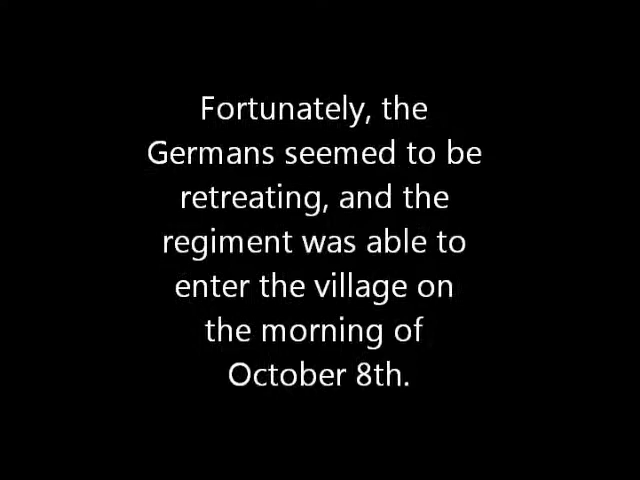 Fortunately, the
Germans seemed to be
retreating, and the
regiment was able to
enter the village on
the morning of
October 8th.